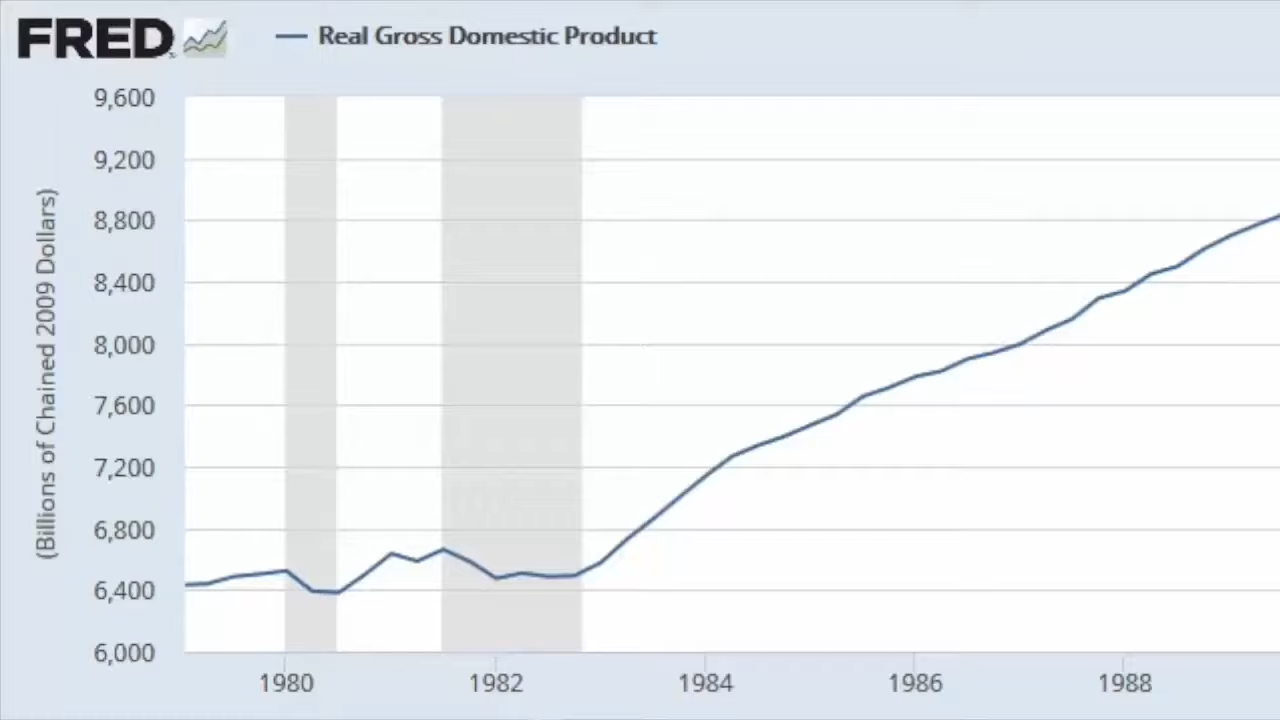 FRED
Real Gross Domestic Product
(Billions of Chained 2009 Dollars)
9,600
9,200
8,800
8,400
8,000
7,600
7,200
6,800
6,400
6,000
1980 1982 1984 1986 1988